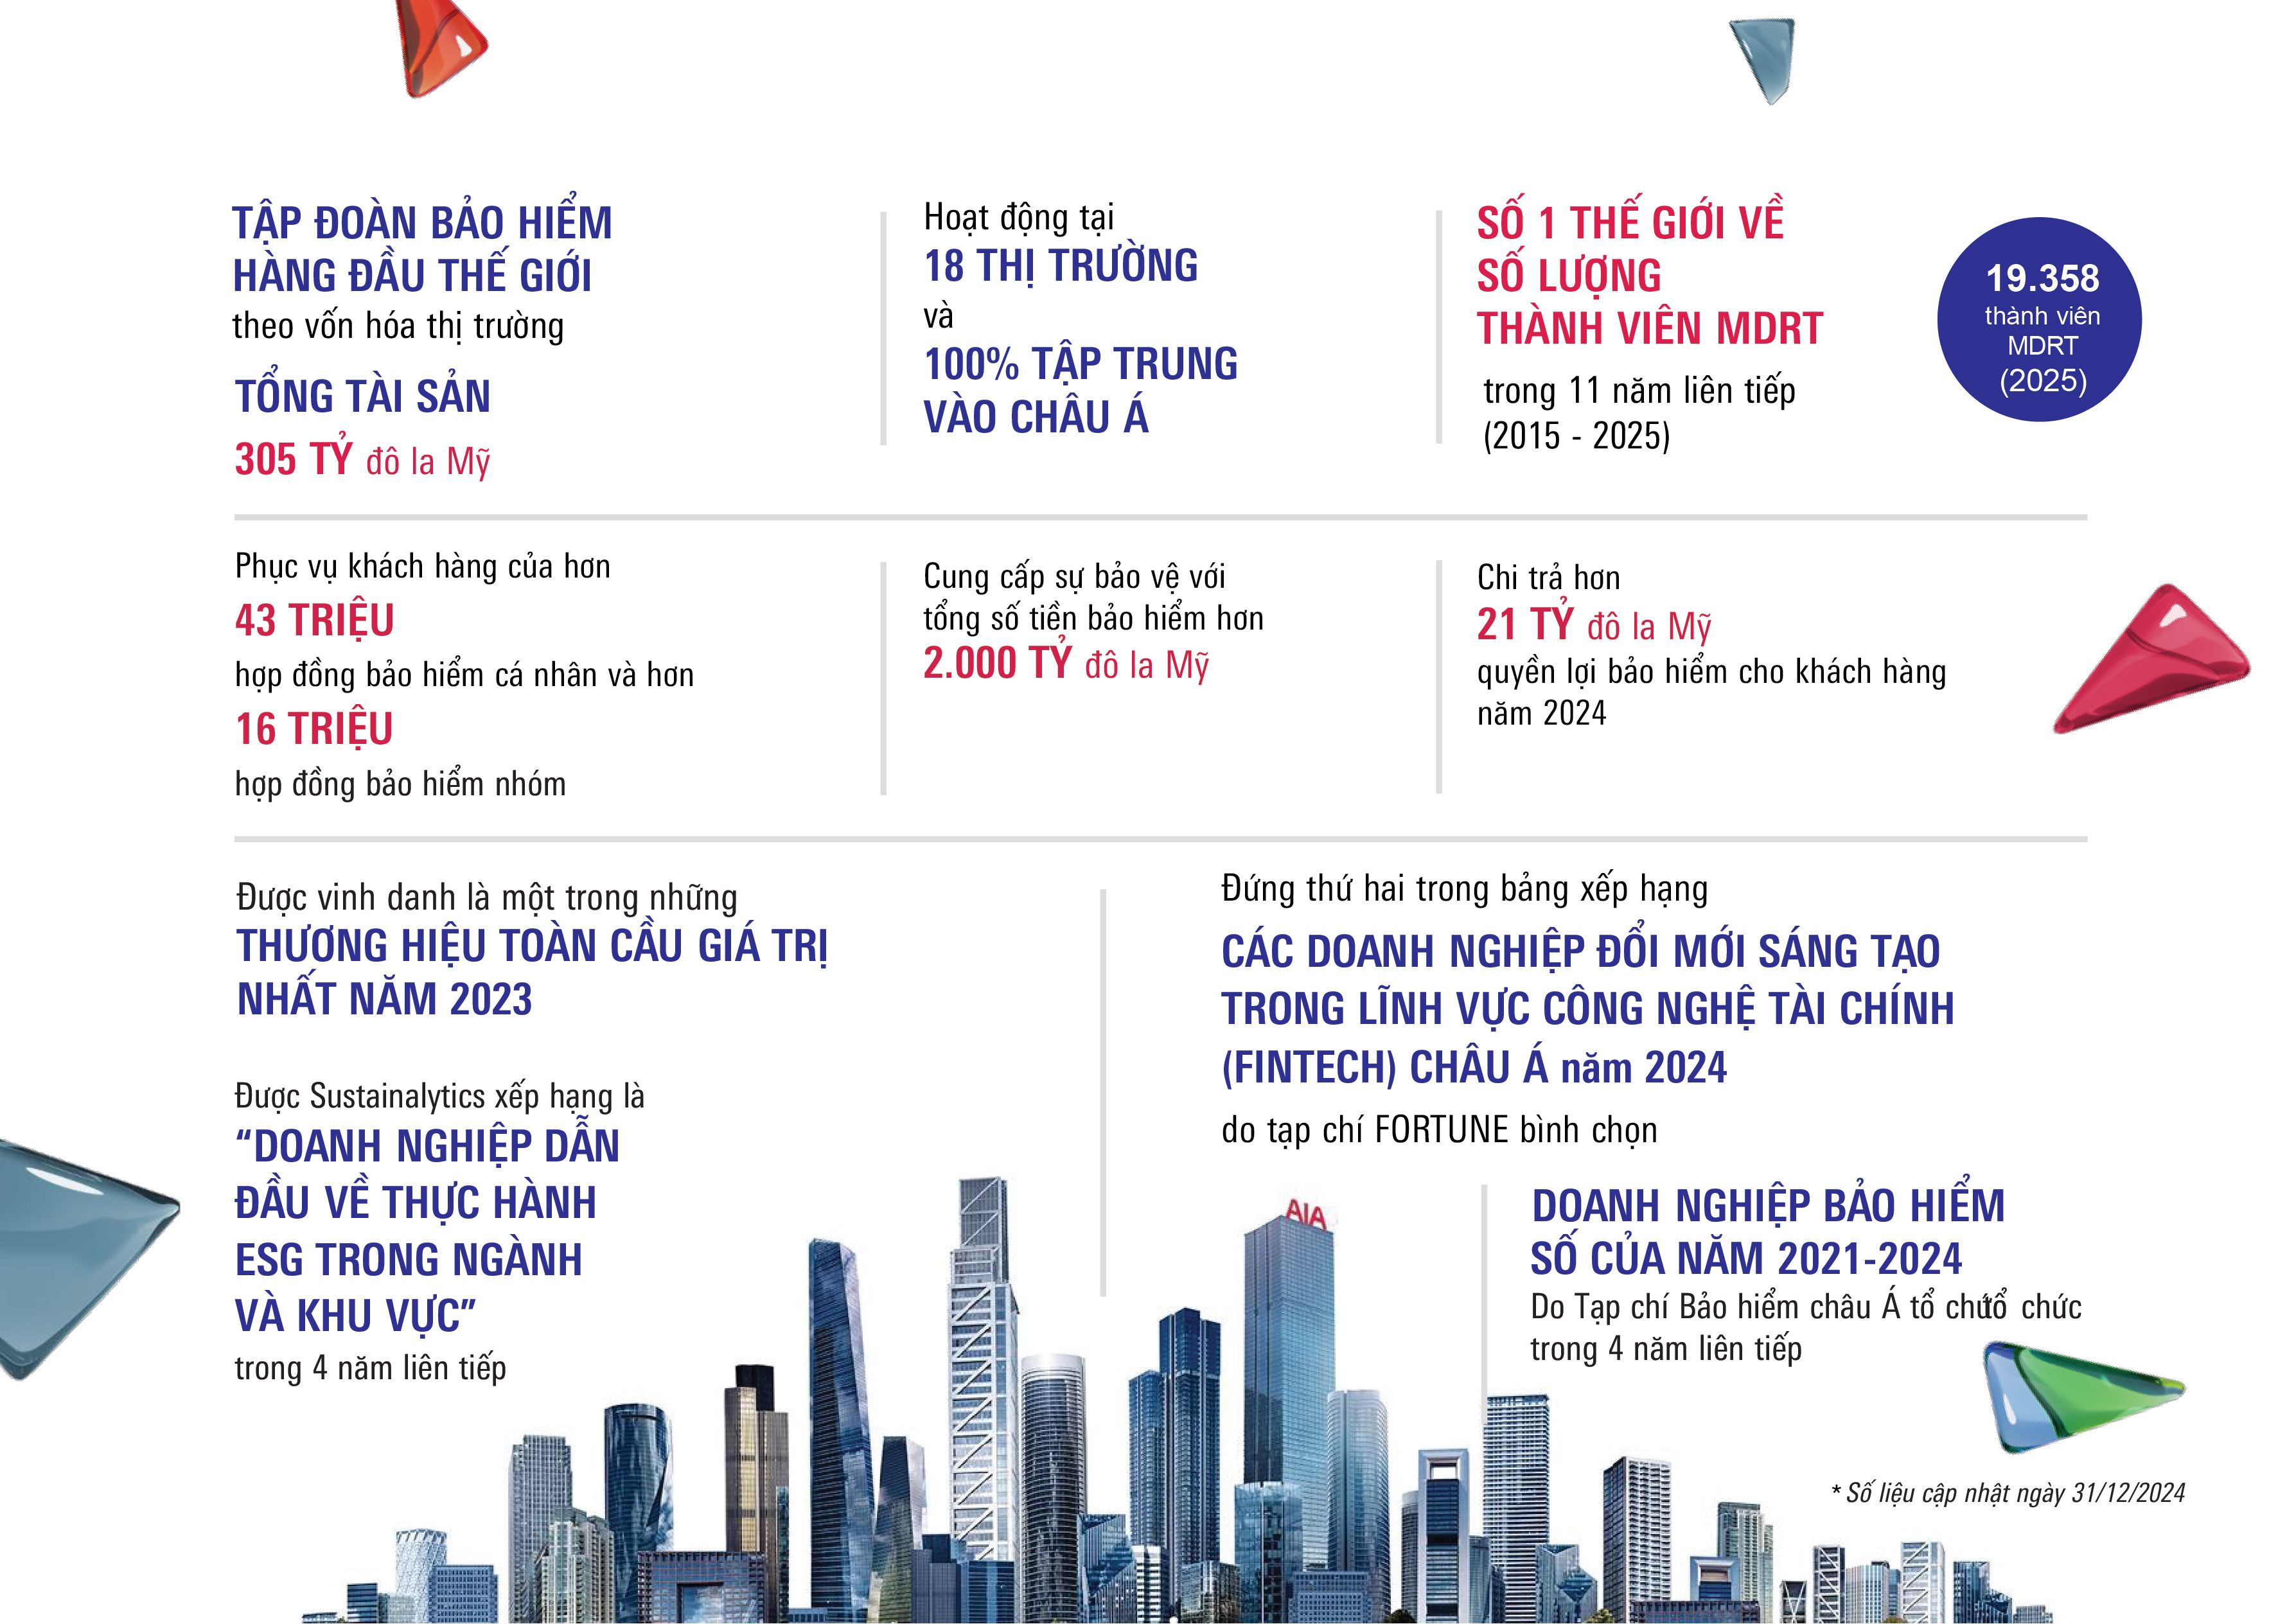 TẬP ĐOÀN BẢO HIỂM
HÀNG ĐẦU THẾ GIỚI
theo vốn hóa thị trường
TỔNG TÀI SẢN
305 TỶ đô la Mỹ
Hoạt động tại
18 THỊ TRƯỜNG
và
100% TẬP TRUNG
VÀO CHÂU Á
SỐ 1 THẾ GIỚI VỀ
SỐ LƯỢNG
THÀNH VIÊN MDRT
trong 11 năm liên tiếp
(2015 - 2025)
19.358
thành viên
MDRT
(2025)
Phục vụ khách hàng của hơn
43 TRIỆU
hợp đồng bảo hiểm cá nhân và hơn
16 TRIỆU
hợp đồng bảo hiểm nhóm
Cung cấp sự bảo vệ với
tổng số tiền bảo hiểm hơn
2.000 TỶ đô la Mỹ
Chi trả hơn
21 TỶ đô la Mỹ
quyền lợi bảo hiểm cho khách hàng
năm 2024
Được vinh danh là một trong những
THƯƠNG HIỆU TOÀN CẦU GIÁ TRỊ
NHẤT NĂM 2023
Được Sustainalytics xếp hạng là
“DOANH NGHIỆP DẪN
ĐẦU VỀ THỰC HÀNH
ESG TRONG NGÀNH
VÀ KHU VỰC”
trong 4 năm liên tiếp
Đứng thứ hai trong bảng xếp hạng
CÁC DOANH NGHIỆP ĐỔI MỚI SÁNG TẠO
TRONG LĨNH VỰC CÔNG NGHỆ TÀI CHÍNH
(FINTECH) CHÂU Á năm 2024
do tạp chí FORTUNE bình chọn
AIA
DOANH NGHIỆP BẢO HIỂM
SỐ CỦA NĂM 2021-2024
Do Tạp chí Bảo hiểm châu Á tổ chứctổ chức
trong 4 năm liên tiếp
* Số liệu cập nhật ngày 31/12/2024